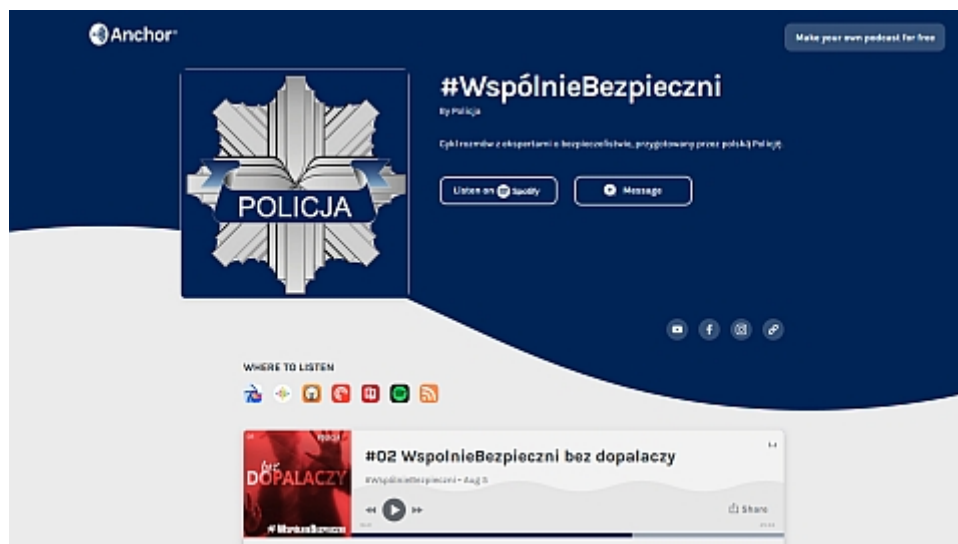 Anchor
Make your own podcast for free
#WspólnieBezpieczni
By Policja
Cykl rozmów z ekspertami o bezpieczeństwie, przygotowany przez polską Policję.
POLICJA
Listen on Spotify
Message
WHERE TO LISTEN
bez
DOPALACZY
#WspólnieBezpieczni
#02 WspolnieBezpieczni bez dopalaczy
#WspólnieBezpieczni • Aug 5
Share